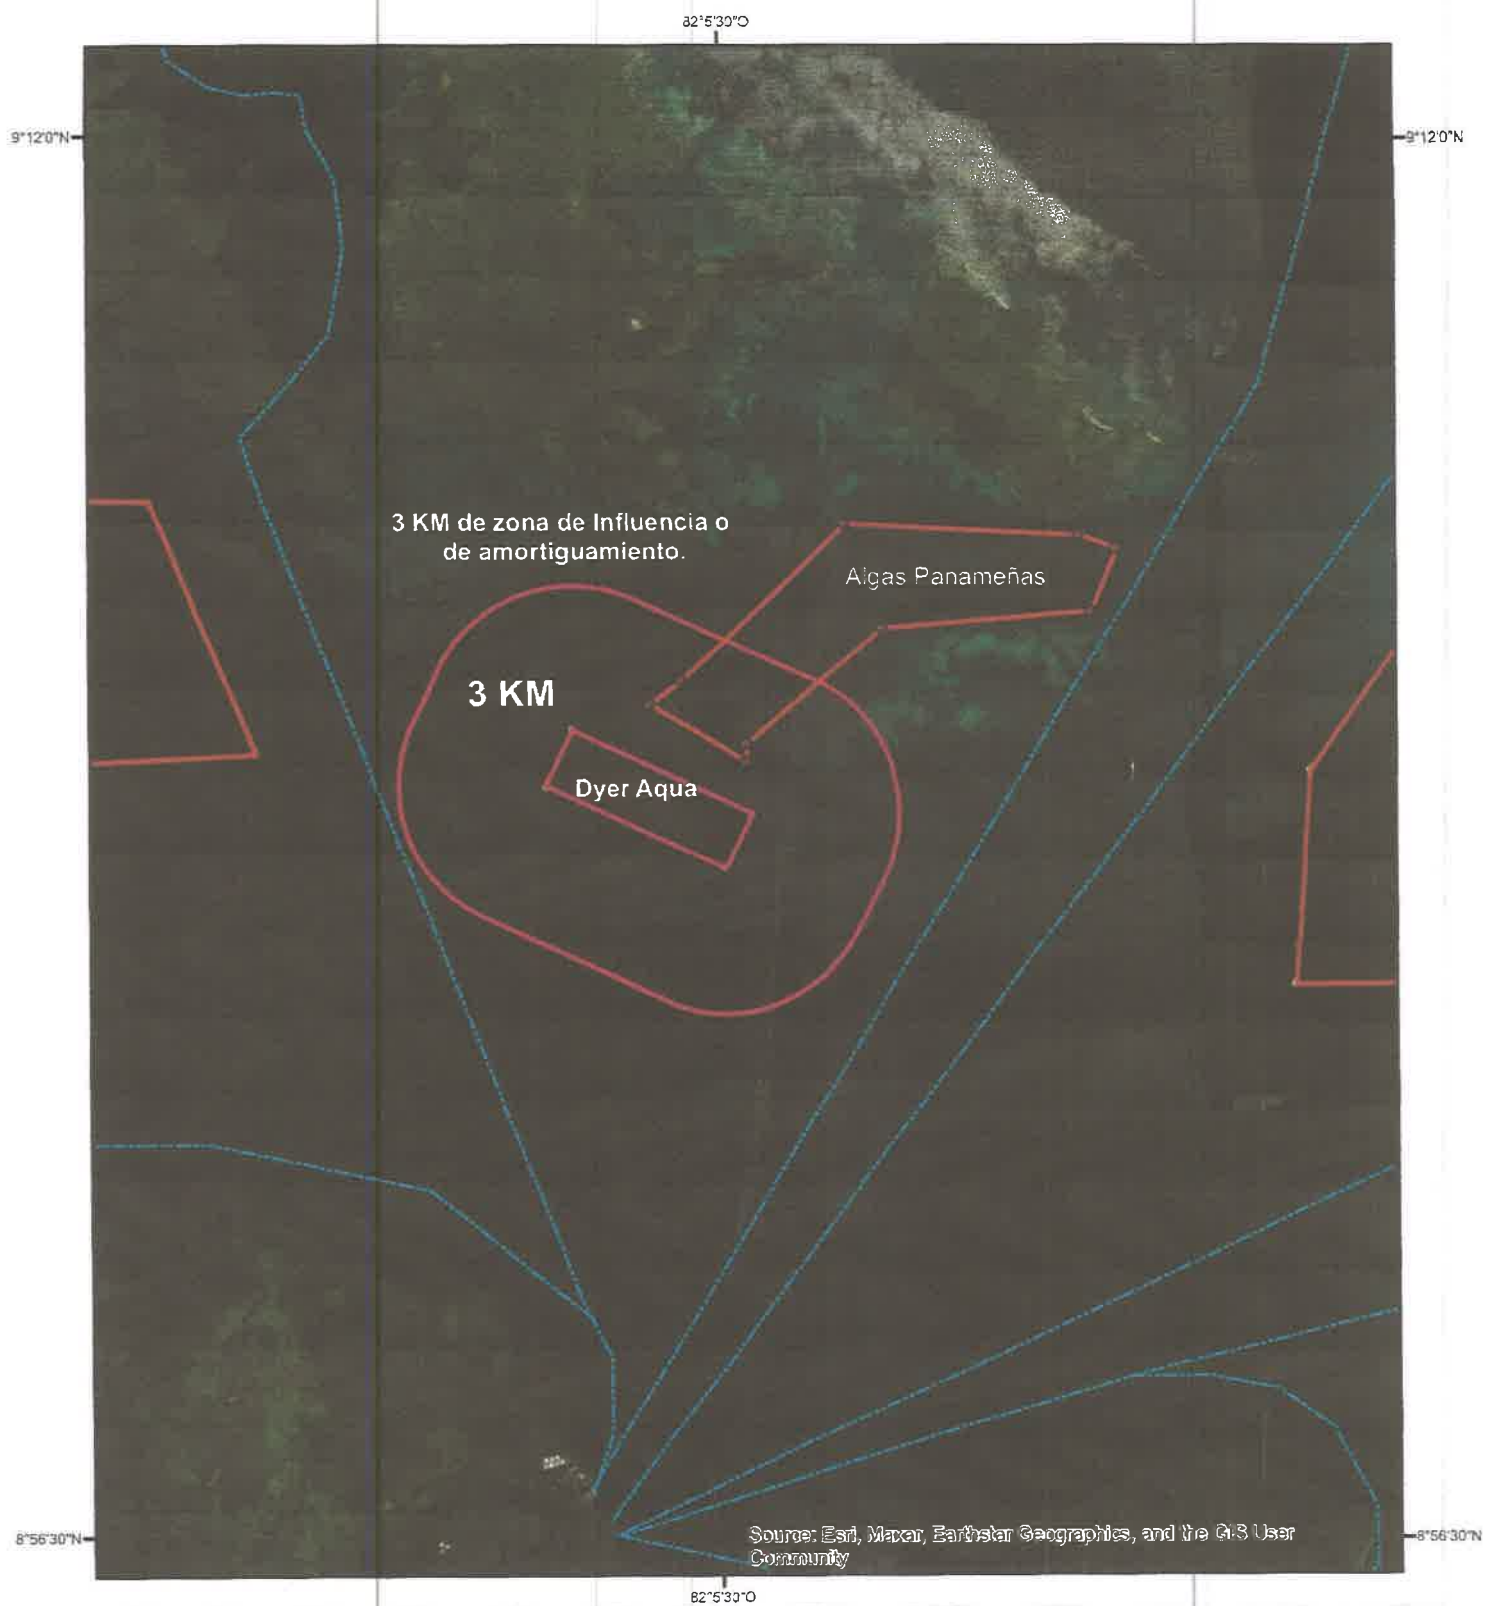 82°5'30"O
9°12'0"N
9°12'0"N
3 KM de zona de Influencia o
de amortiguamiento.
Algas Panameñas
3 KM
Dyer Aqua
Source: Esri, Maxar, Earthstar Geographics, and the GIS User
Community
8°56'30"N
8°56'30"N
82°5'30"O